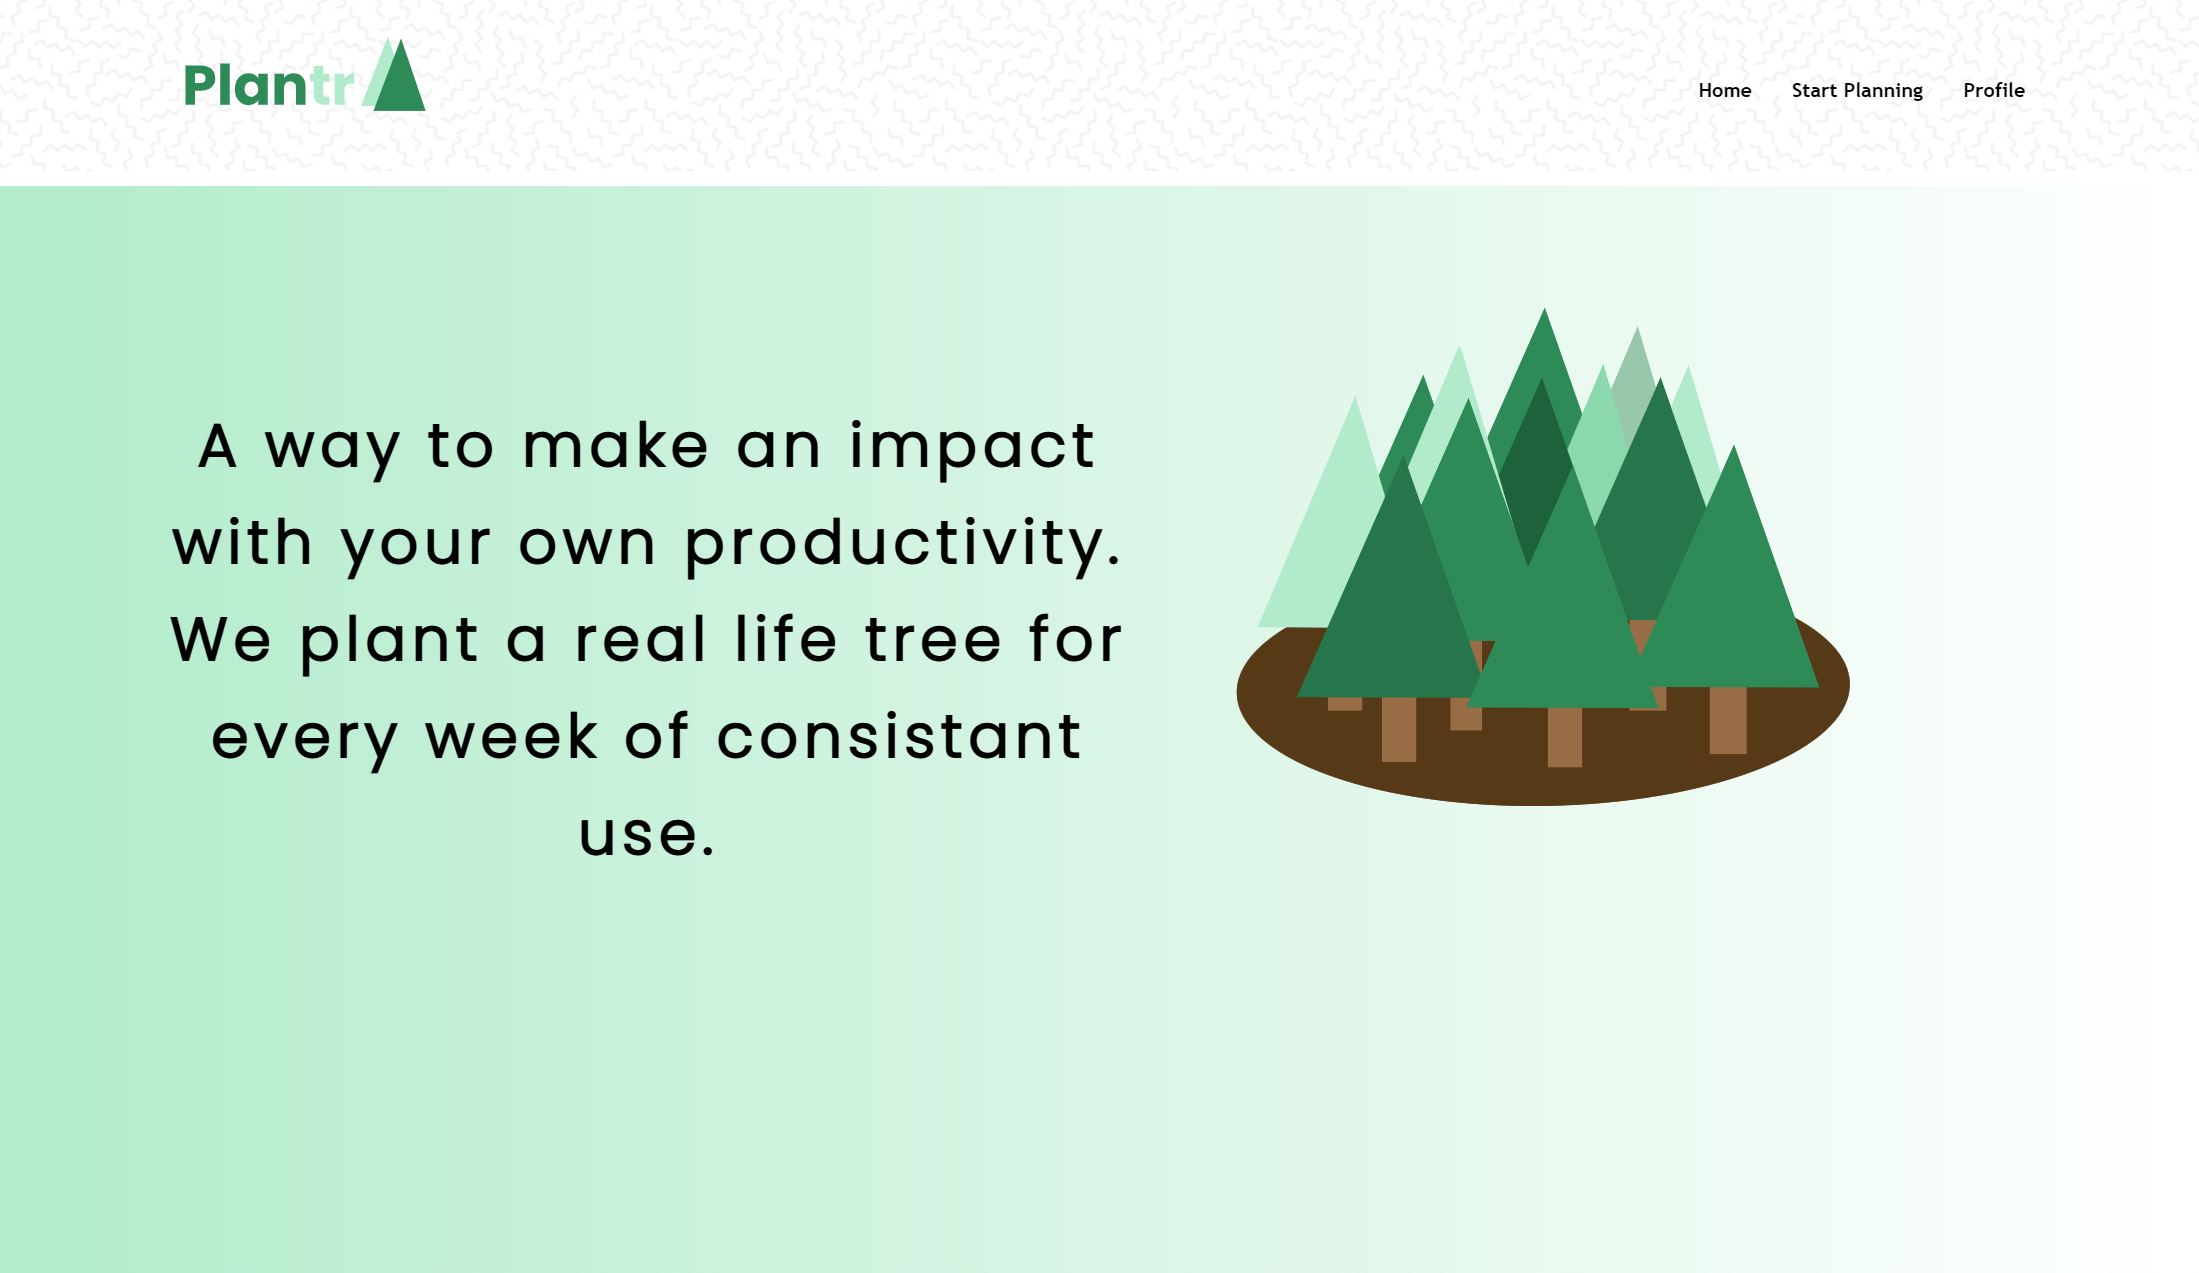 Plantr
Home Start Planning Profile
A way to make an impact
with your own productivity.
We plant a real life tree for
every week of consistant
use.